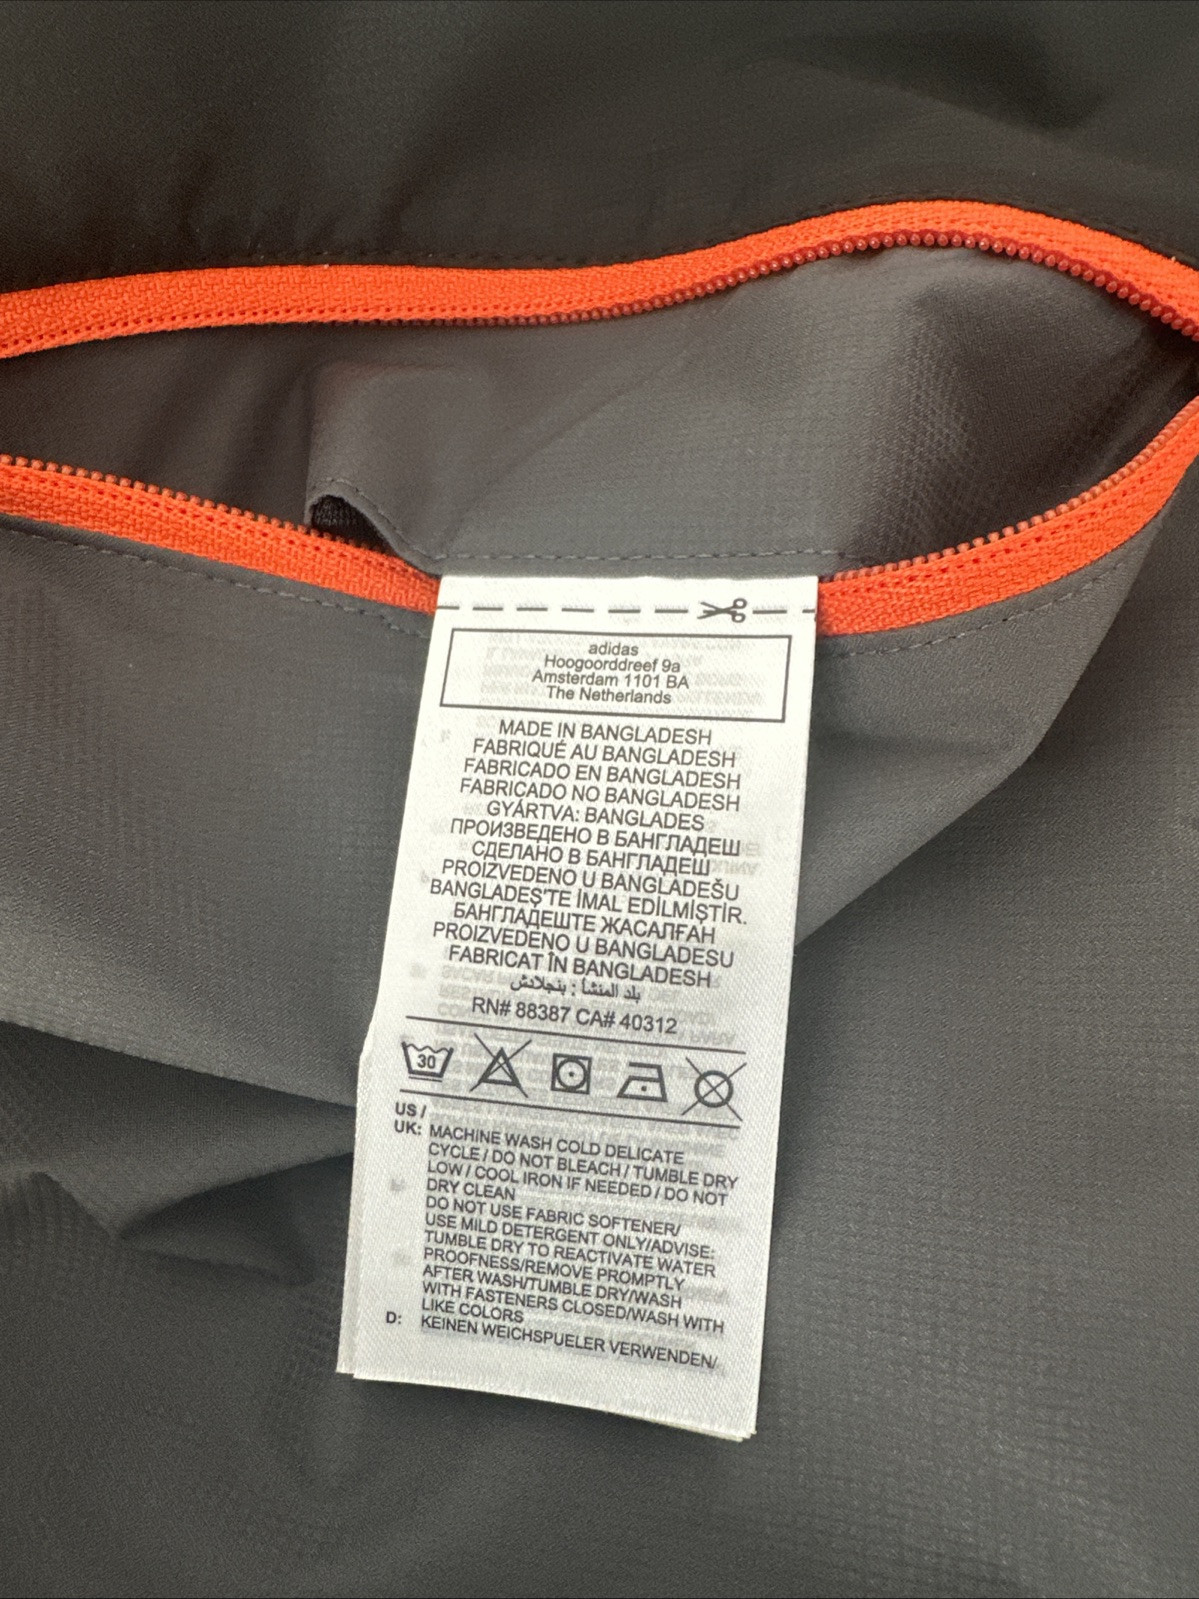 adidas
Hoogoorddreef 9a
Amsterdam 1101 BA
The Netherlands
MADE IN BANGLADESH
FABRIQUÉ AU BANGLADESH
FABRICADO EN BANGLADESH
FABRICADO NO BANGLADESH
GYÁRTVA: BANGLADES
ПРОИЗВЕДЕНО В БАНГЛАДЕШ
СДЕЛАНО В БАНГЛАДЕШ
PROIZVEDENO U BANGLADEŠU
BANGLADEŞ'TE İMAL EDİLMİŞTİR.
БАНГЛАДЕШТЕ ЖАСАЛҒАН
PROIZVEDENO U BANGLADESU
FABRICAT ÎN BANGLADESH
بلد المنشأ : بنجلادش
RN# 88387 CA# 40312
30
US /
UK: MACHINE WASH COLD DELICATE
CYCLE / DO NOT BLEACH / TUMBLE DRY
LOW / COOL IRON IF NEEDED / DO NOT
DRY CLEAN
DO NOT USE FABRIC SOFTENER/
USE MILD DETERGENT ONLY/ADVISE:
TUMBLE DRY TO REACTIVATE WATER
PROOFNESS/REMOVE PROMPTLY
AFTER WASH/TUMBLE DRY/WASH
WITH FASTENERS CLOSED/WASH WITH
LIKE COLORS
D: KEINEN WEICHSPUELER VERWENDEN/